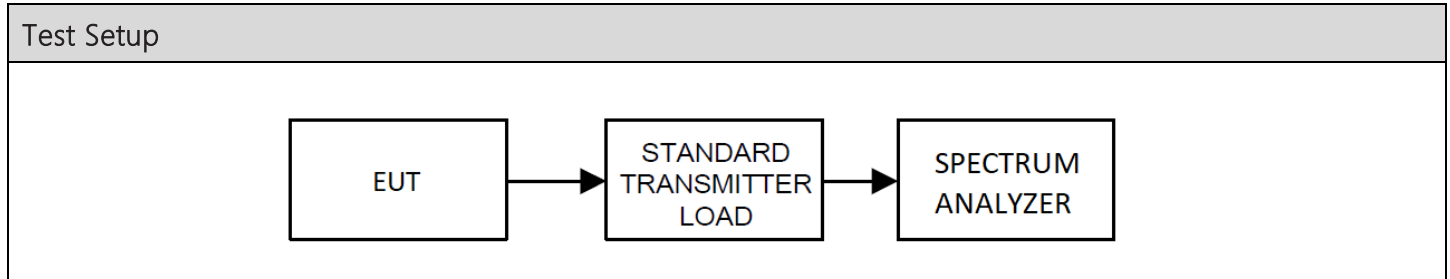 Test Setup
EUT
STANDARD
TRANSMITTER
LOAD
SPECTRUM
ANALYZER